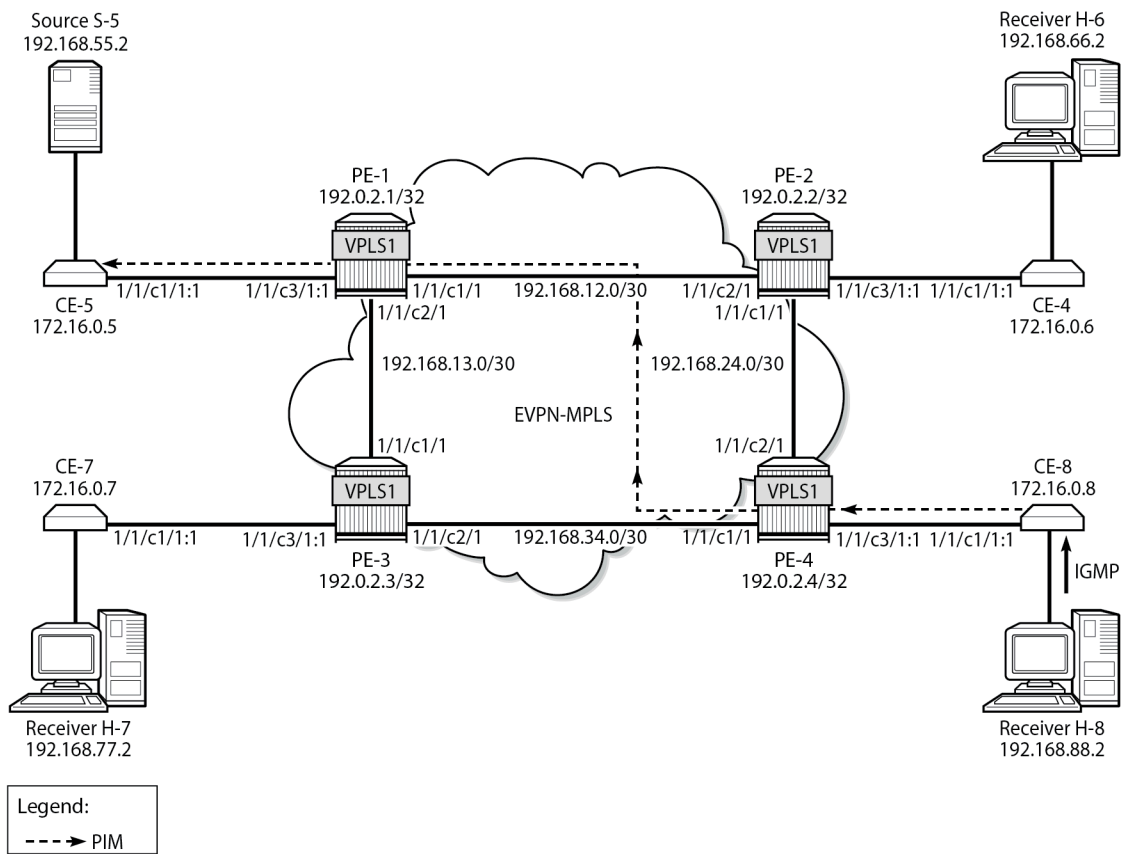 Source S-5
192.168.55.2
Receiver H-6
192.168.66.2
PE-1
192.0.2.1/32
PE-2
192.0.2.2/32
VPLS1
VPLS1
1/1/c1/1:1
1/1/c3/1:1
1/1/c1/1
192.168.12.0/30
1/1/c2/1
1/1/c3/1:1
1/1/c1/1:1
CE-5
172.16.0.5
1/1/c2/1
1/1/c1/1
CE-4
172.16.0.6
192.168.13.0/30
192.168.24.0/30
EVPN-MPLS
1/1/c1/1
1/1/c2/1
CE-7
172.16.0.7
CE-8
172.16.0.8
VPLS1
VPLS1
1/1/c1/1:1
1/1/c3/1:1
1/1/c2/1
192.168.34.0/30
1/1/c1/1
1/1/c3/1:1
1/1/c1/1:1
PE-3
192.0.2.3/32
PE-4
192.0.2.4/32
IGMP
Receiver H-7
192.168.77.2
Receiver H-8
192.168.88.2
Legend:
PIM